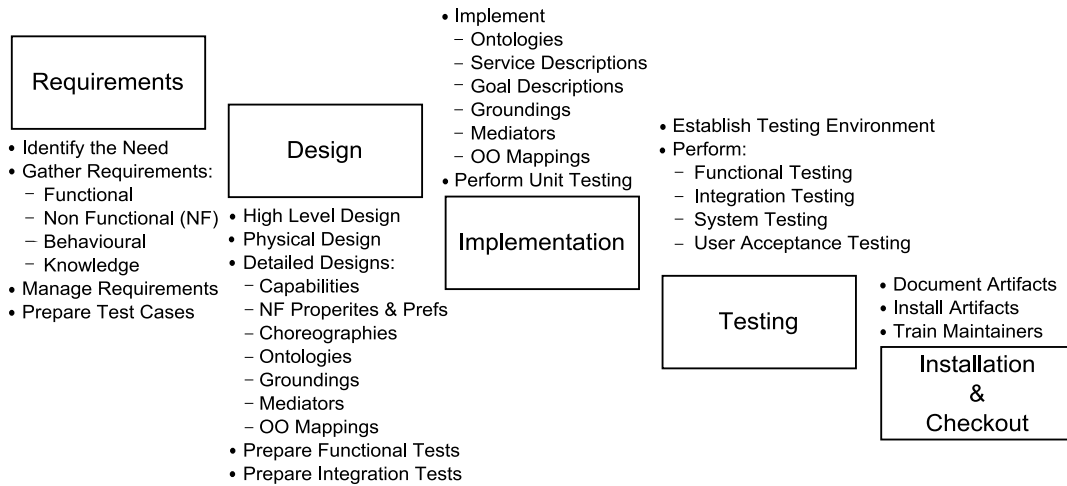 Requirements
• Identify the Need
• Gather Requirements:
– Functional
– Non Functional (NF)
– Behavioural
– Knowledge
• Manage Requirements
• Prepare Test Cases
Design
• High Level Design
• Physical Design
• Detailed Designs:
– Capabilities
– NF Properites & Prefs
– Choreographies
– Ontologies
– Groundings
– Mediators
– OO Mappings
• Prepare Functional Tests
• Prepare Integration Tests
• Implement
– Ontologies
– Service Descriptions
– Goal Descriptions
– Groundings
– Mediators
– OO Mappings
• Perform Unit Testing
Implementation
• Establish Testing Environment
• Perform:
– Functional Testing
– Integration Testing
– System Testing
– User Acceptance Testing
Testing
• Document Artifacts
• Install Artifacts
• Train Maintainers
Installation
&
Checkout